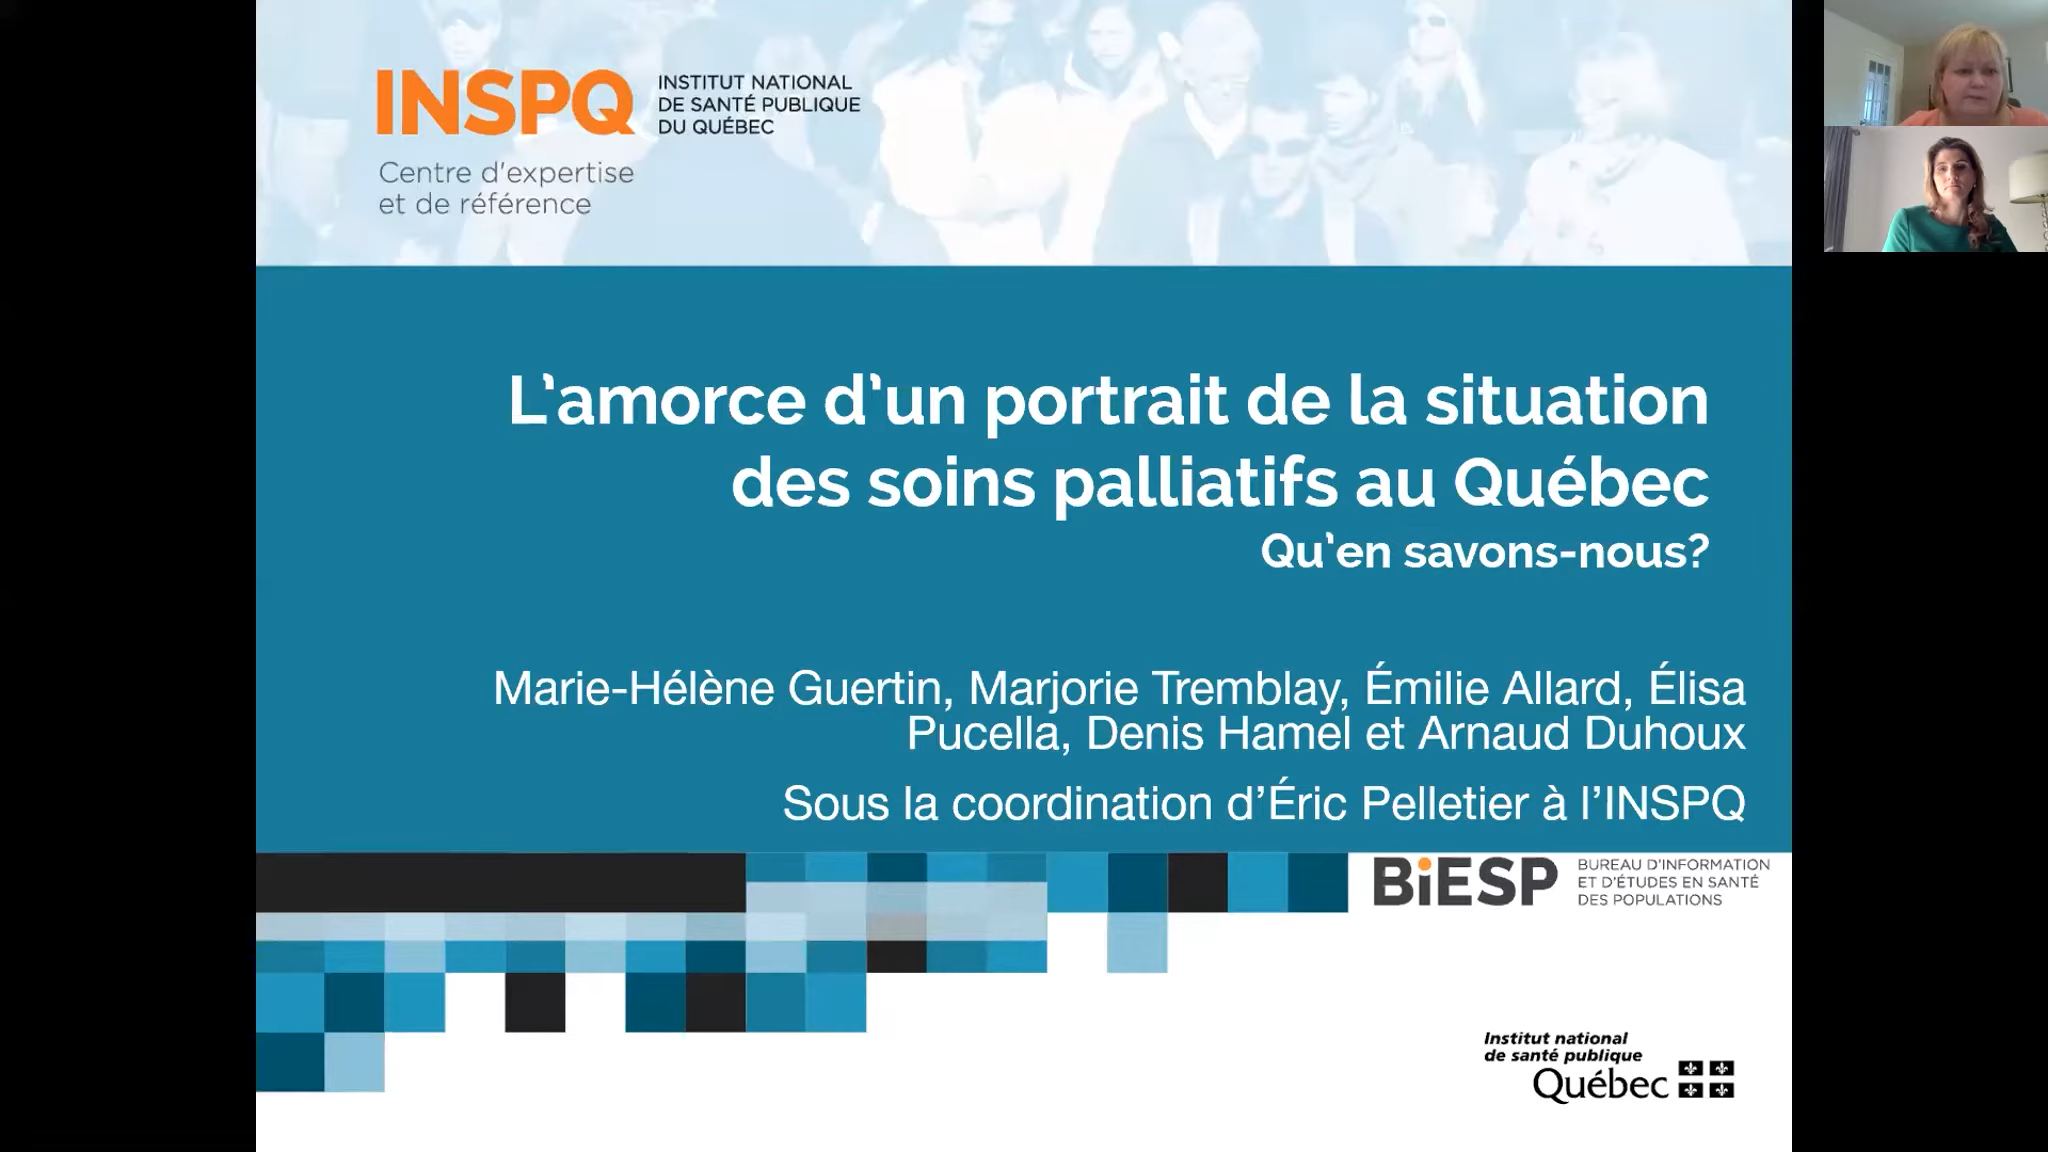 INSPQ
INSTITUT NATIONAL
DE SANTÉ PUBLIQUE
DU QUÉBEC
Centre d'expertise
et de référence
L’amorce d’un portrait de la situation
des soins palliatifs au Québec
Qu’en savons-nous?
Marie-Hélène Guertin, Marjorie Tremblay, Émilie Allard, Élisa
Pucella, Denis Hamel et Arnaud Duhoux
Sous la coordination d’Éric Pelletier à l’INSPQ
BiESP
BUREAU D'INFORMATION
ET D'ÉTUDES EN SANTÉ
DES POPULATIONS
Institut national
de santé publique
Québec